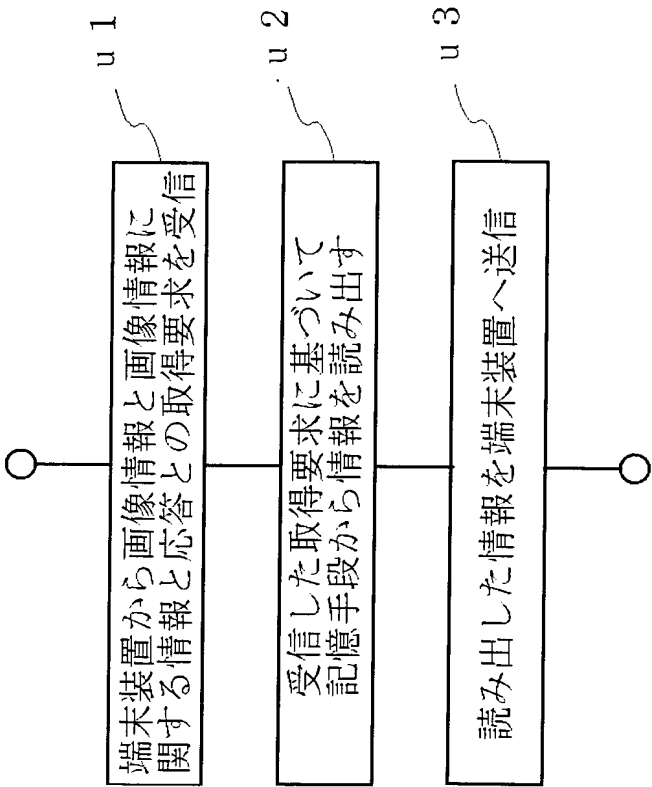 u 1
端末装置から画像情報と画像情報に
関する情報と応答との取得要求を受信
u 2
受信した取得要求に基づいて
記憶手段から情報を読み出す
u 3
読み出した情報を端末装置へ送信